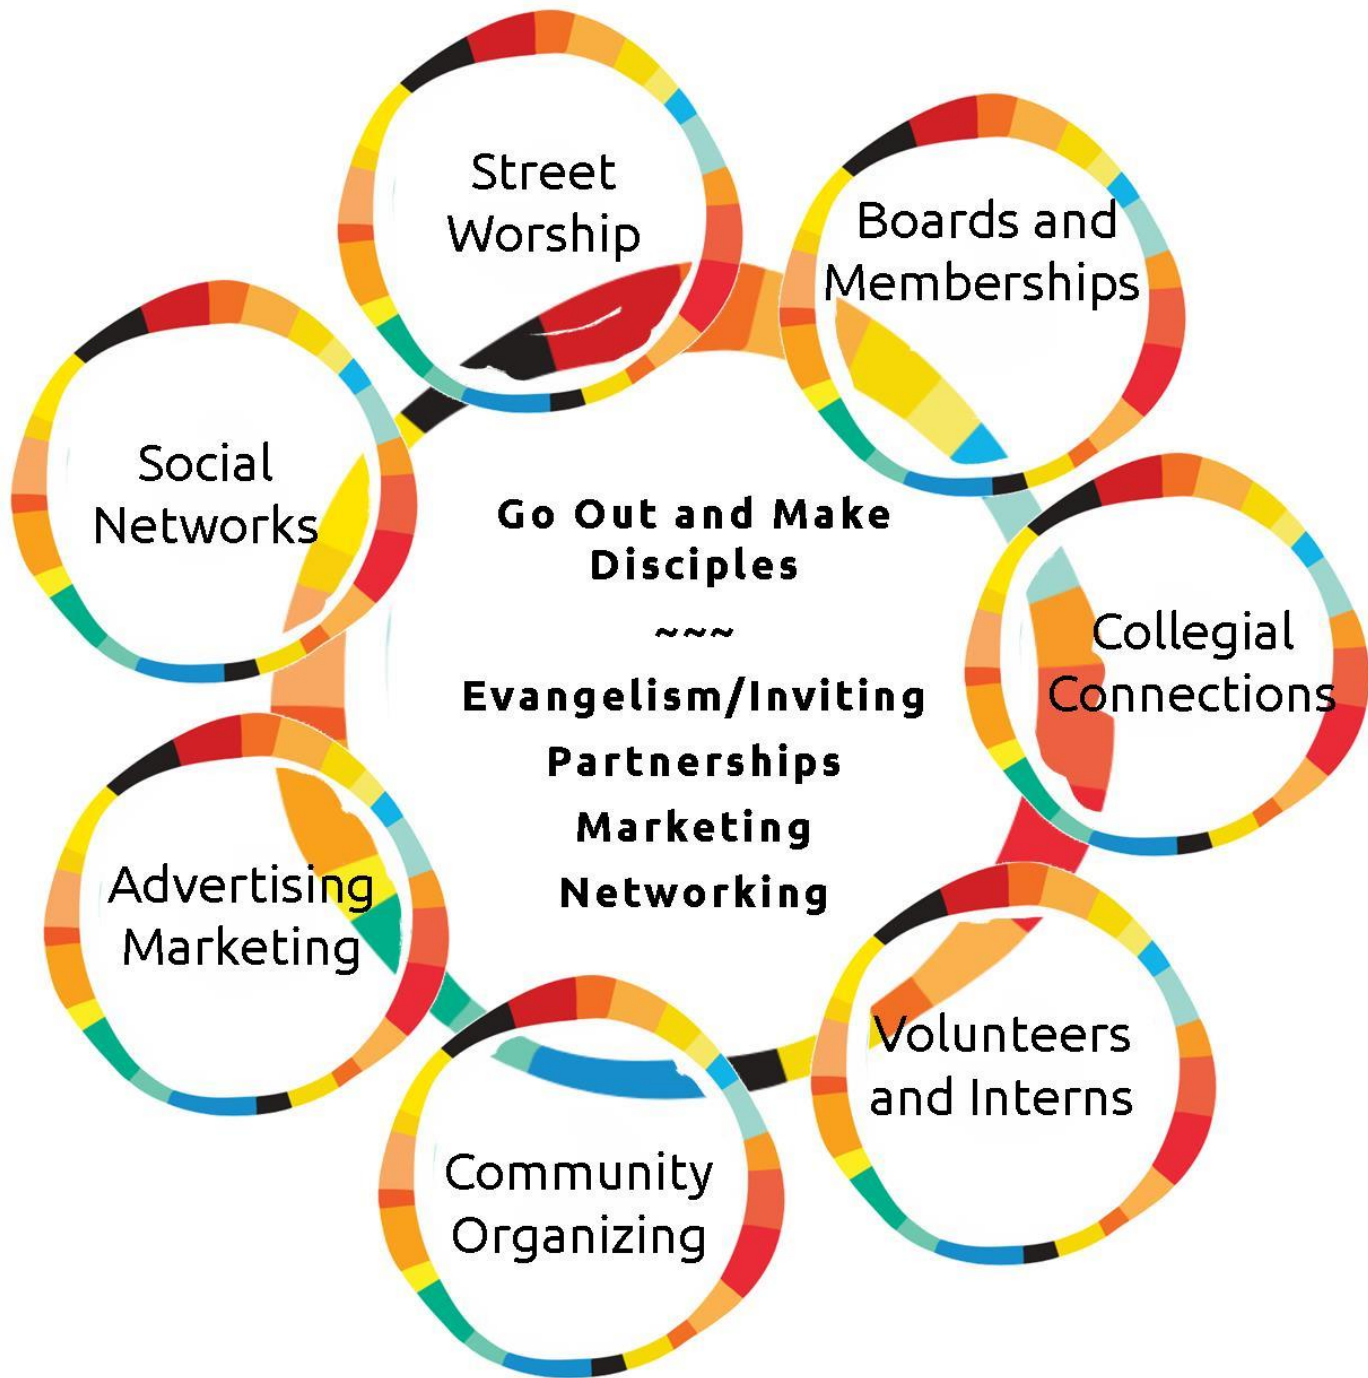 Street
Worship
Boards and
Memberships
Social
Networks
Go Out and Make
Disciples
~~~
Evangelism/Inviting
Partnerships
Marketing
Networking
Collegial
Connections
Advertising
Marketing
Volunteers
and Interns
Community
Organizing